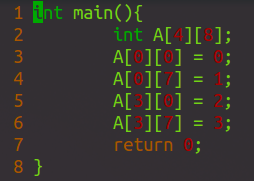 1 int main(){
2         int A[4][8];
3         A[0][0] = 0;
4         A[0][7] = 1;
5         A[3][0] = 2;
6         A[3][7] = 3;
7         return 0;
8 }